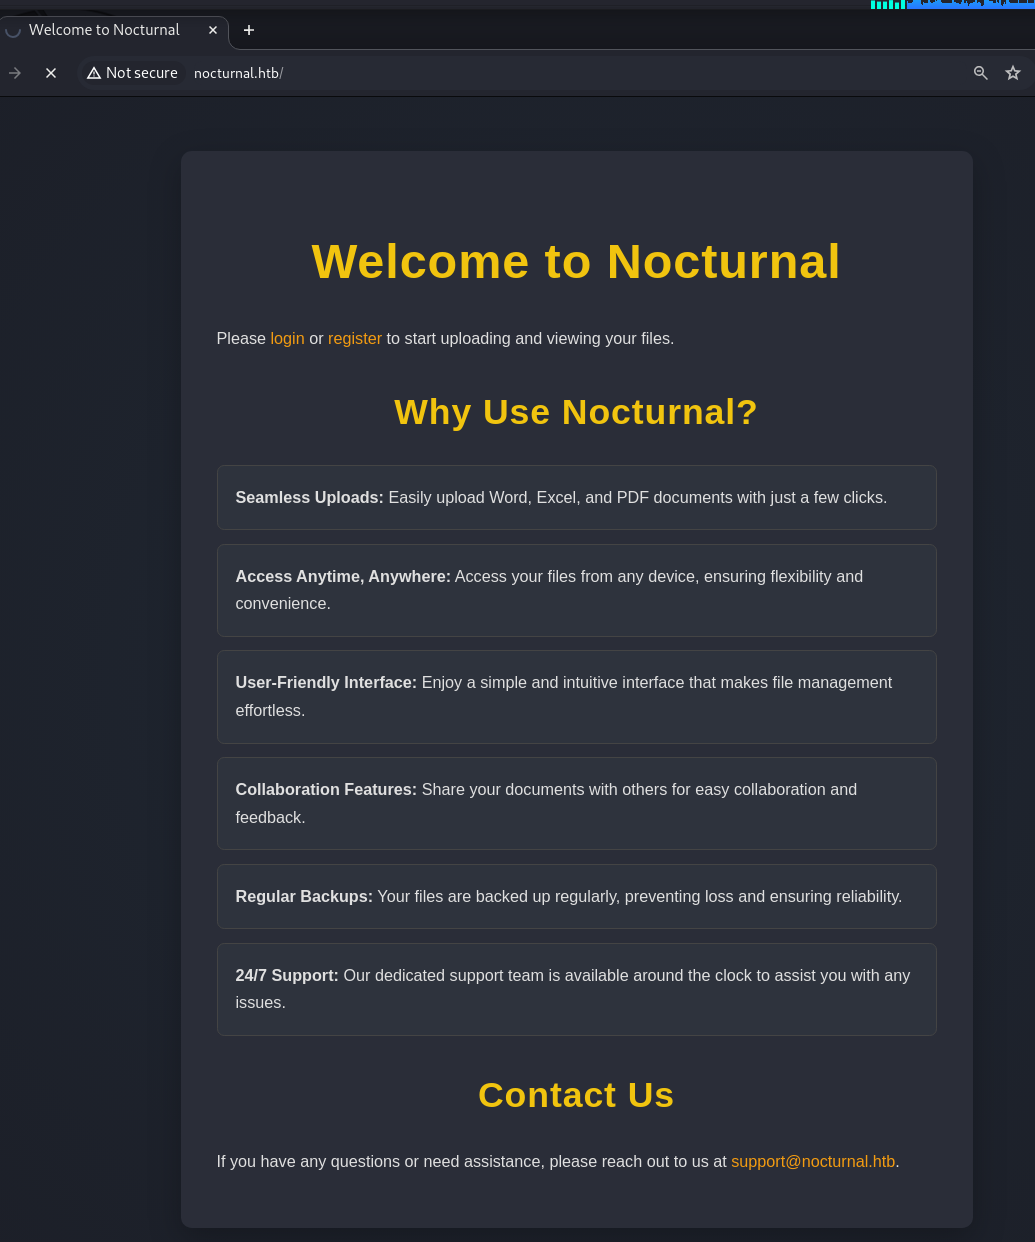 Welcome to Nocturnal
Not secure nocturnal.htb/
Welcome to Nocturnal
Please login or register to start uploading and viewing your files.
Why Use Nocturnal?
Seamless Uploads: Easily upload Word, Excel, and PDF documents with just a few clicks.
Access Anytime, Anywhere: Access your files from any device, ensuring flexibility and
convenience.
User-Friendly Interface: Enjoy a simple and intuitive interface that makes file management
effortless.
Collaboration Features: Share your documents with others for easy collaboration and
feedback.
Regular Backups: Your files are backed up regularly, preventing loss and ensuring reliability.
24/7 Support: Our dedicated support team is available around the clock to assist you with any
issues.
Contact Us
If you have any questions or need assistance, please reach out to us at support@nocturnal.htb.